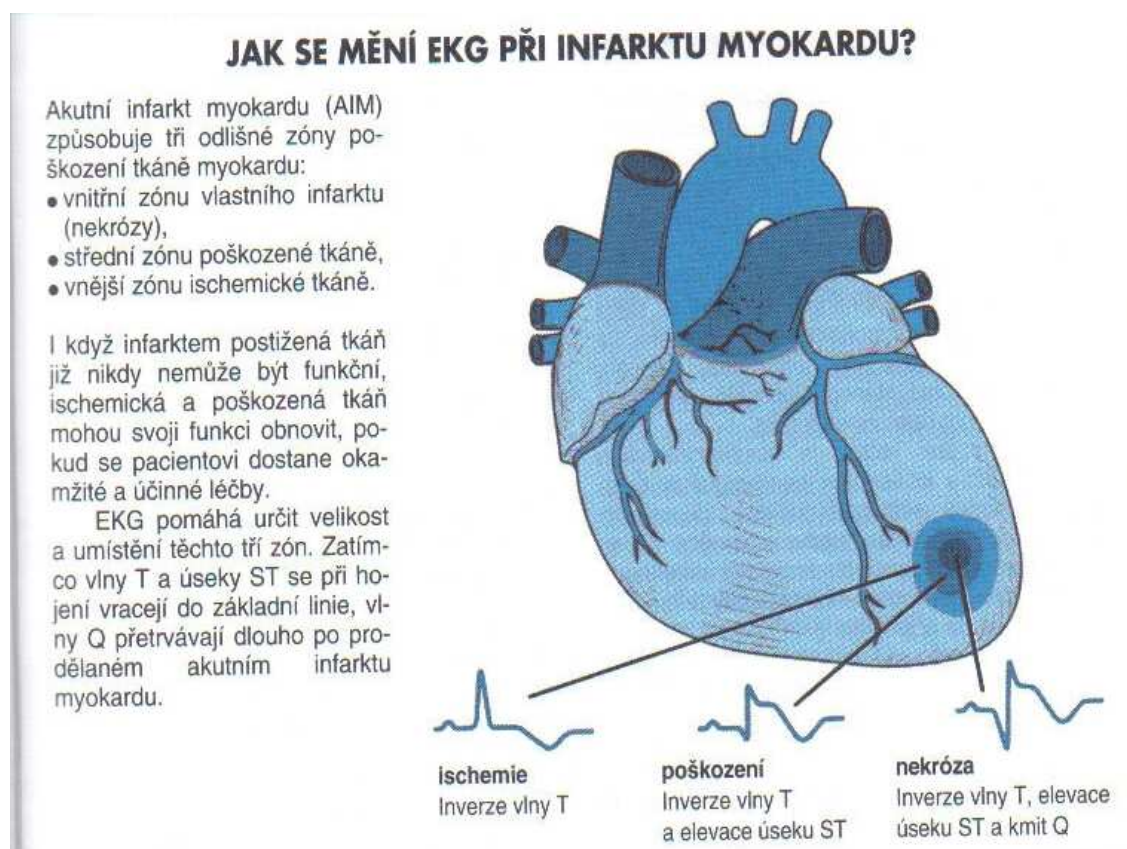 JAK SE MĚNÍ EKG PŘI INFARKTU MYOKARDU?
Akutní infarkt myokardu (AIM)
způsobuje tři odlišné zóny po-
škození tkáně myokardu:
• vnitřní zónu vlastního infarktu
(nekrózy),
• střední zónu poškozené tkáně,
• vnější zónu ischemické tkáně.
I když infarktem postižená tkáň
již nikdy nemůže být funkční,
ischemická a poškozená tkáň
mohou svoji funkci obnovit, po-
kud se pacientovi dostane oka-
mžité a účinné léčby.
EKG pomáhá určit velikost
a umístění těchto tří zón. Zatím-
co vlny T a úseky ST se při ho-
jení vracejí do základní linie, vl-
ny Q přetrvávají dlouho po pro-
dělaném akutním infarktu
myokardu.
ischemie
Inverze vlny T
poškození
Inverze vlny T
a elevace úseku ST
nekróza
Inverze vlny T, elevace
úseku ST a kmit Q